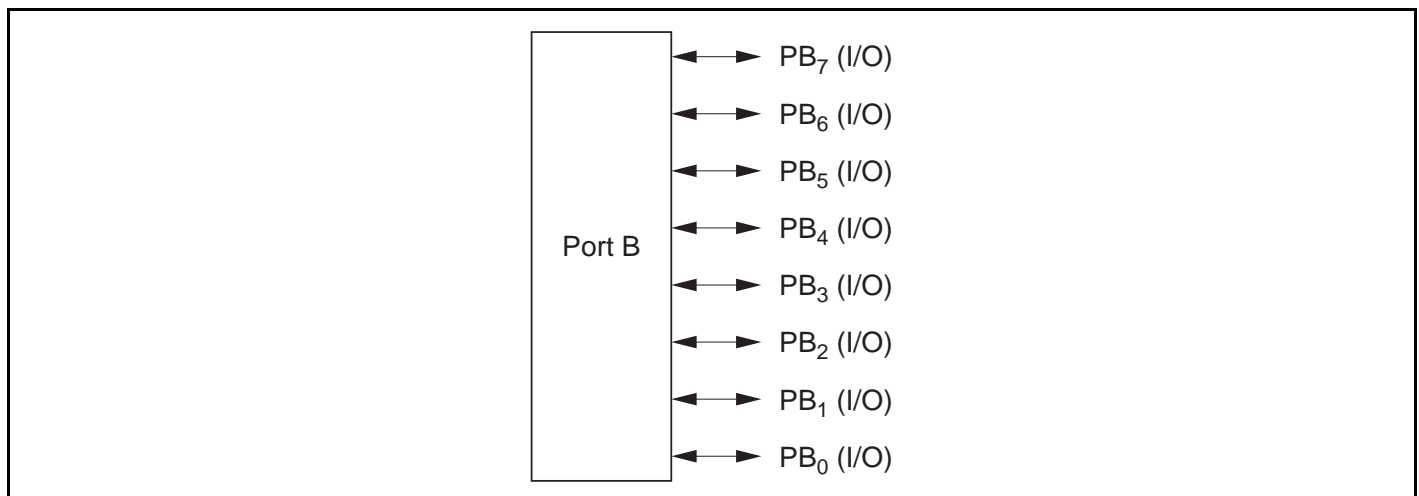 PB₇ (I/O)
PB₆ (I/O)
PB₅ (I/O)
PB₄ (I/O)
Port B
PB₃ (I/O)
PB₂ (I/O)
PB₁ (I/O)
PB₀ (I/O)